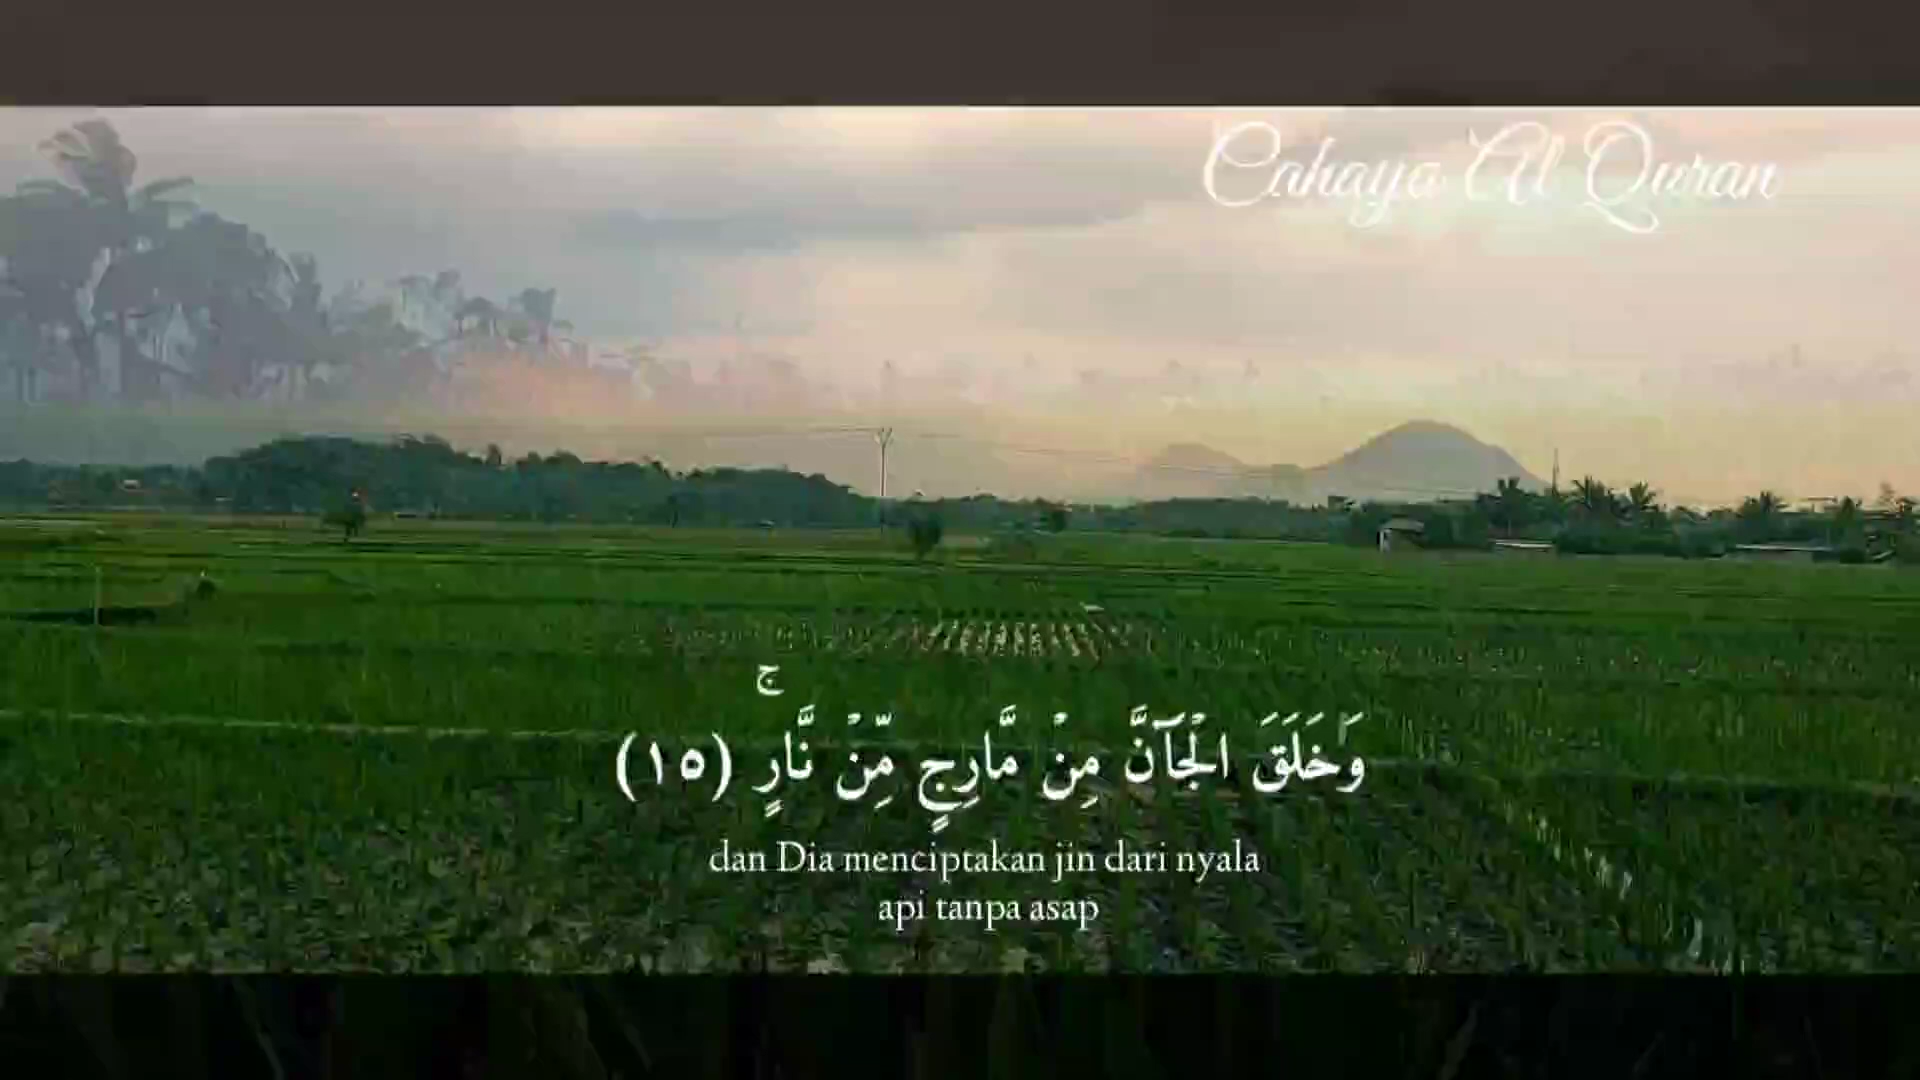 Cahaya Al Quran
وَخَلَقَ الْجَآنَّ مِنْ مَّارِجٍ مِّنْ نَّارٍۚ (١٥)
dan Dia menciptakan jin dari nyala
api tanpa asap